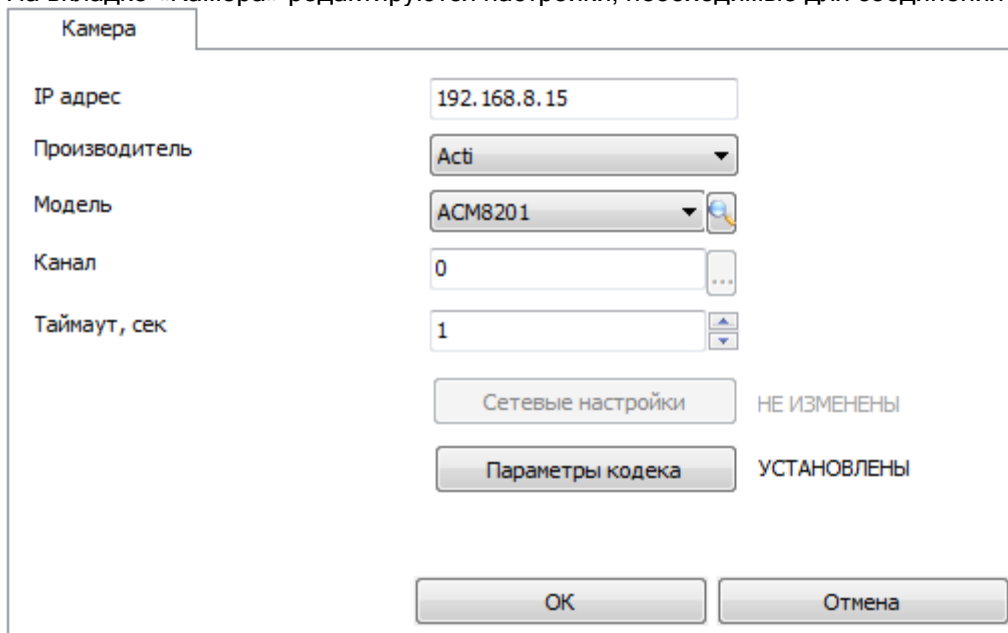 Камера
IP адрес 192.168.8.15
Производитель Acti
Модель ACM8201
Канал 0 ...
Таймаут, сек 1
Сетевые настройки НЕ ИЗМЕНЕНЫ
Параметры кодека УСТАНОВЛЕНЫ
ОК Отмена